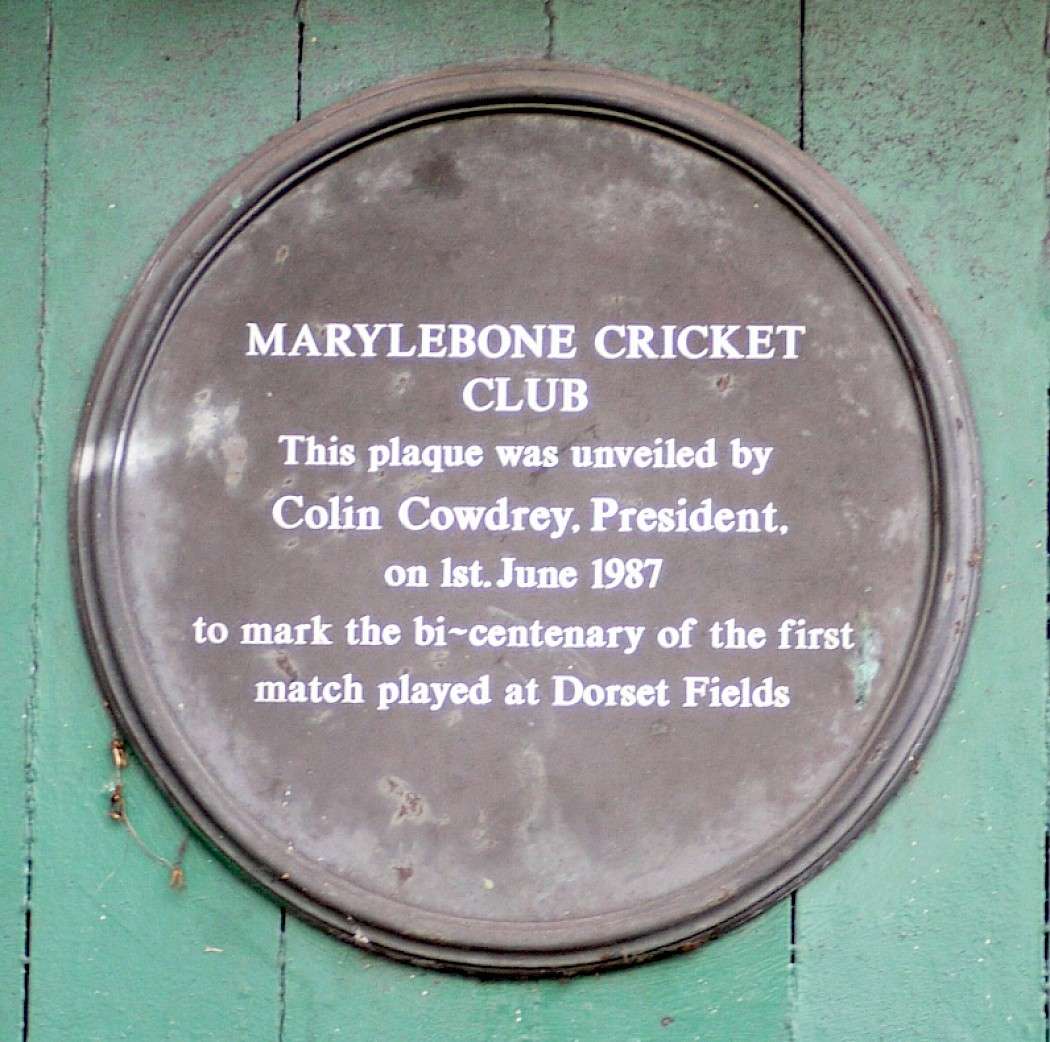 MARYLEBONE CRICKET
CLUB
This plaque was unveiled by
Colin Cowdrey, President,
on 1st. June 1987
to mark the bi~centenary of the first
match played at Dorset Fields